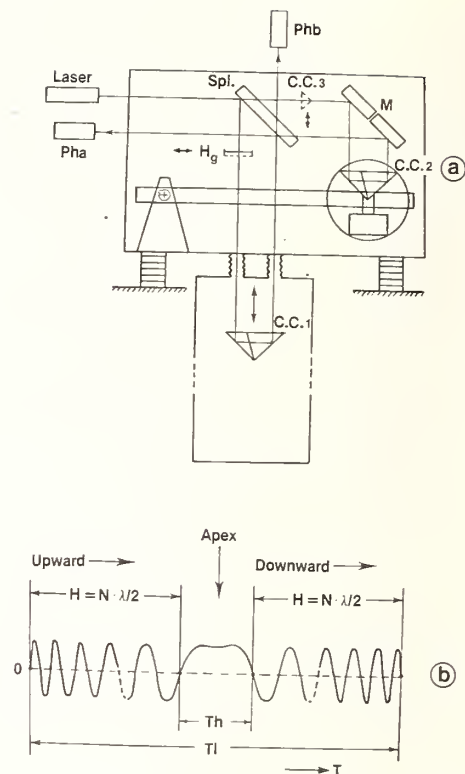 Phb
Laser
Spl.
C.C.3
M
Pha
Hg
C.C.2
a
C.C.1
Apex
Upward
Downward
H = N · λ/2
H = N · λ/2
0
b
Th
Tl
T